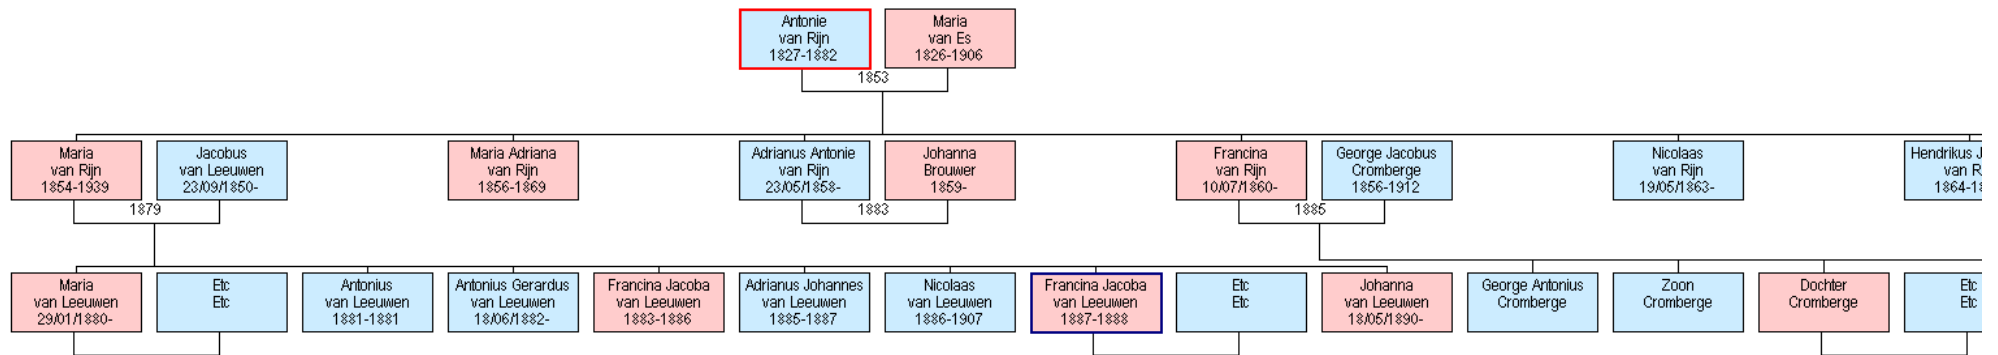 Antonie
van Rijn
1827-1882
Maria
van Es
1826-1906
1853
Maria
van Rijn
1854-1939
Jacobus
van Leeuwen
23/09/1850-
Maria Adriana
van Rijn
1856-1869
Adrianus Antonie
van Rijn
23/05/1858-
Johanna
Brouwer
1859-
Francina
van Rijn
10/07/1860-
George Jacobus
Cromberge
1856-1912
Nicolaas
van Rijn
19/05/1863-
Hendrikus J
van R
1864-18
1879
1883
1885
Maria
van Leeuwen
29/01/1880-
Etc
Etc
Antonius
van Leeuwen
1881-1881
Antonius Gerardus
van Leeuwen
18/06/1882-
Francina Jacoba
van Leeuwen
1883-1886
Adrianus Johannes
van Leeuwen
1885-1887
Nicolaas
van Leeuwen
1886-1907
Francina Jacoba
van Leeuwen
1887-1888
Etc
Etc
Johanna
van Leeuwen
18/05/1890-
George Antonius
Cromberge
Zoon
Cromberge
Dochter
Cromberge
Etc
Etc